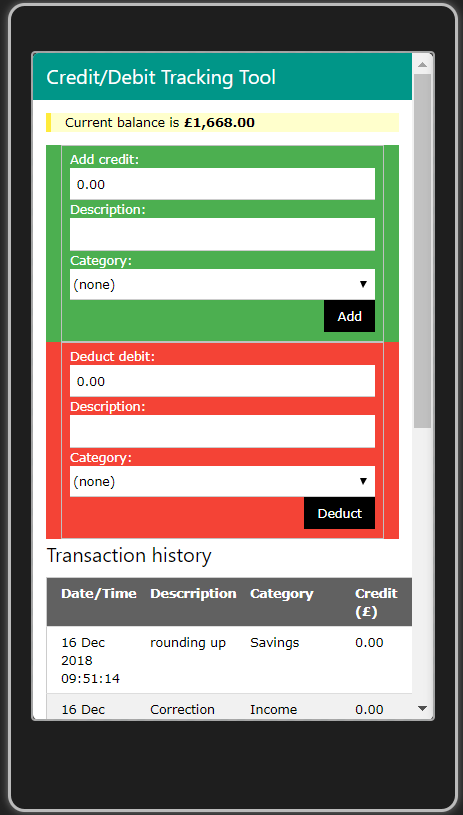 Credit/Debit Tracking Tool
Current balance is £1,668.00
Add credit:
0.00
Description:
Category:
(none)
Add
Deduct debit:
0.00
Description:
Category:
(none)
Deduct
Transaction history
Date/Time Descrription Category Credit
(£)
16 Dec rounding up Savings 0.00
2018
09:51:14
16 Dec Correction Income 0.00